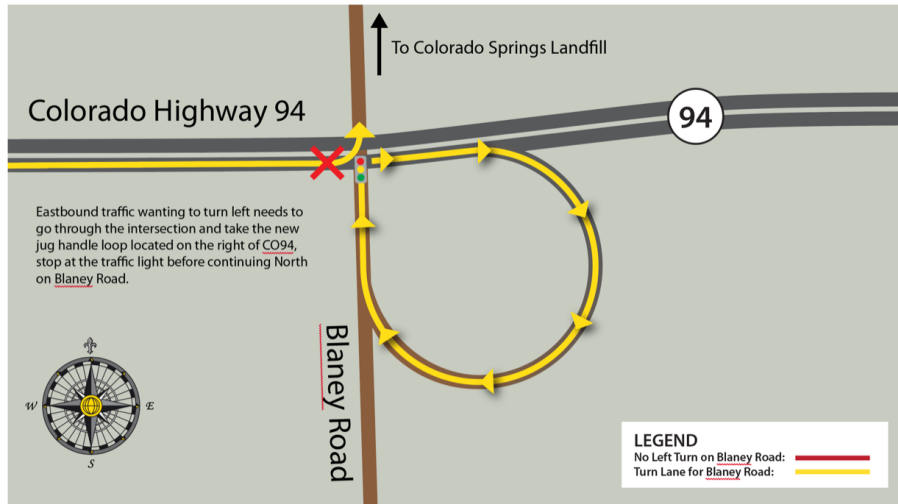 To Colorado Springs Landfill
Colorado Highway 94
94
Eastbound traffic wanting to turn left needs to
go through the intersection and take the new
jug handle loop located on the right of CO94,
stop at the traffic light before continuing North
on Blaney Road.
Blaney Road
W
E
S
LEGEND
No Left Turn on Blaney Road:
Turn Lane for Blaney Road: